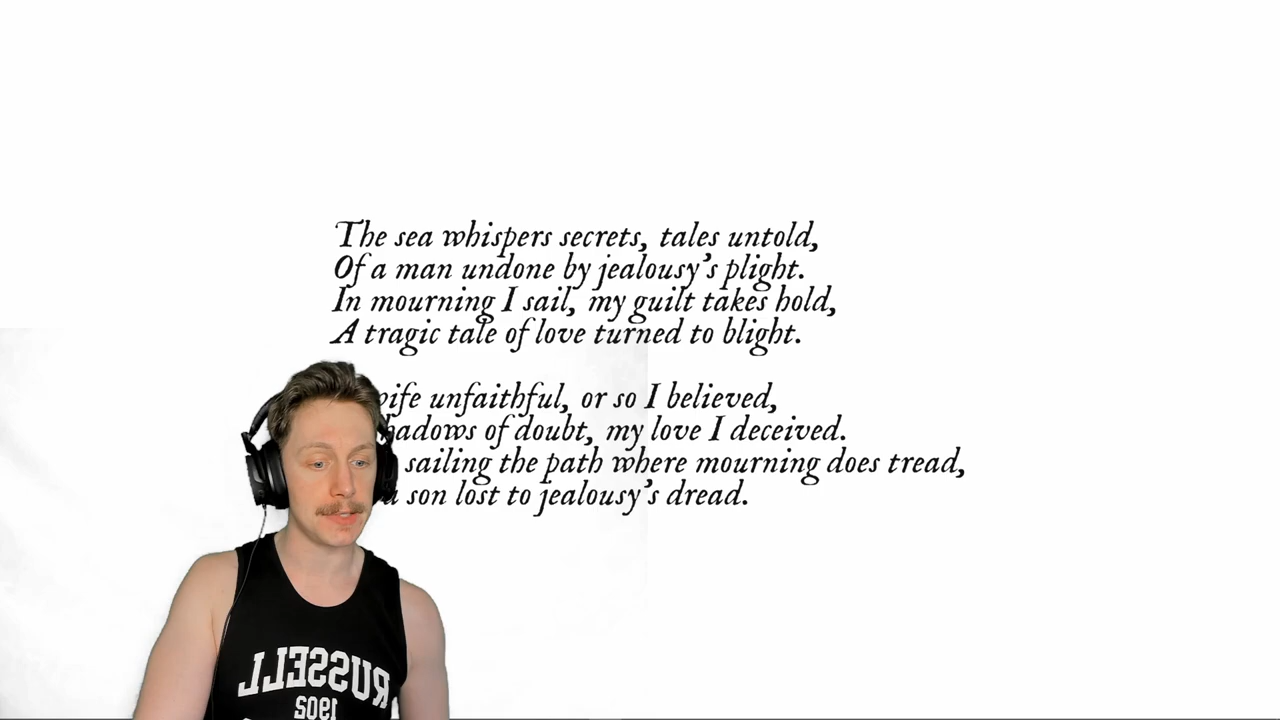 The sea whispers secrets, tales untold,
Of a man undone by jealousy's plight.
In mourning I sail, my guilt takes hold,
A tragic tale of love turned to blight.
unfaithful, or so I believed,
of doubt, my love I deceived.
sailing the path where mourning does tread,
son lost to jealousy's dread.
RUSSELL
1902